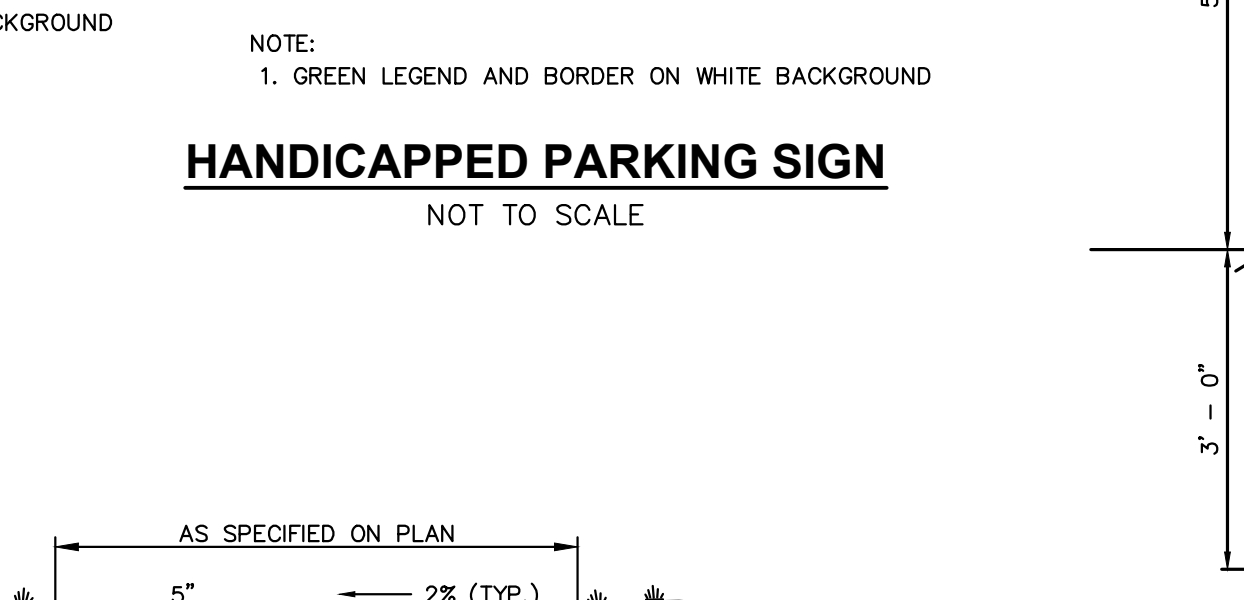 NOTE:
1. GREEN LEGEND AND BORDER ON WHITE BACKGROUND
HANDICAPPED PARKING SIGN
NOT TO SCALE
3' - 0"
AS SPECIFIED ON PLAN
5"
2% (TYP.)